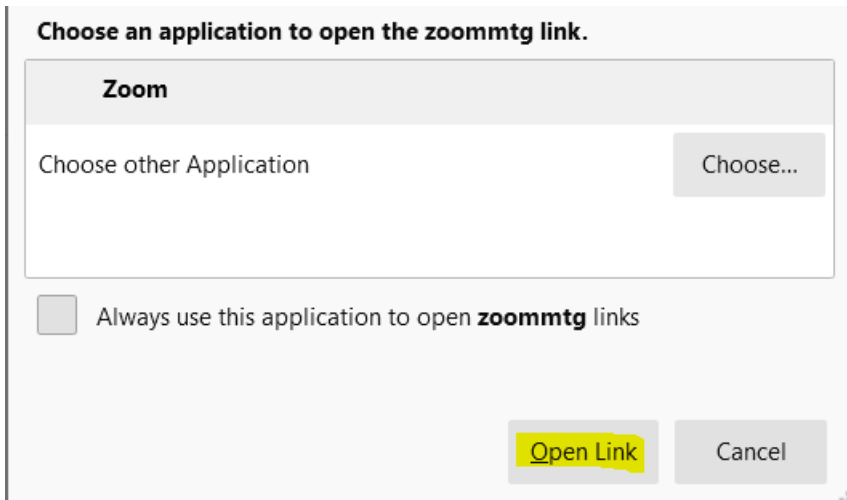 Choose an application to open the zoommtg link.
Zoom
Choose other Application
Choose...
Always use this application to open zoommtg links
Open Link
Cancel